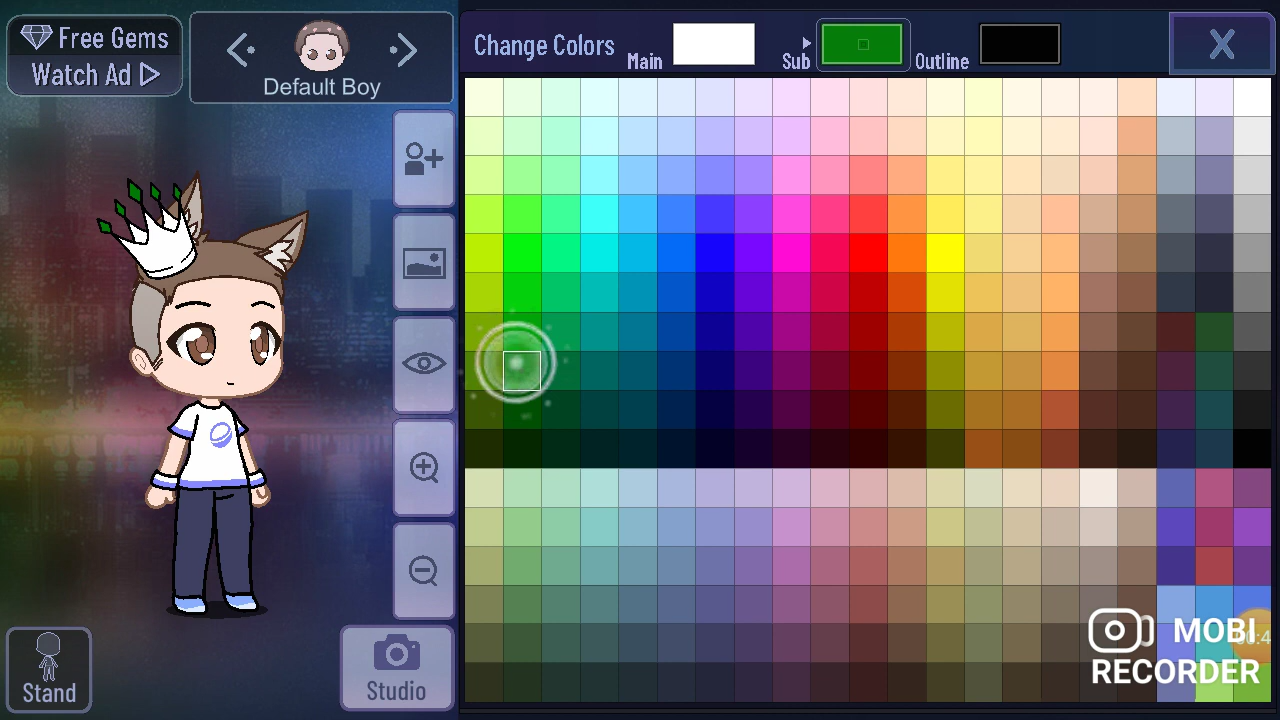 Free Gems
Watch Ad
Default Boy
Change Colors
Main
Sub
Outline
X
Stand
Studio
MOBI
RECORDER